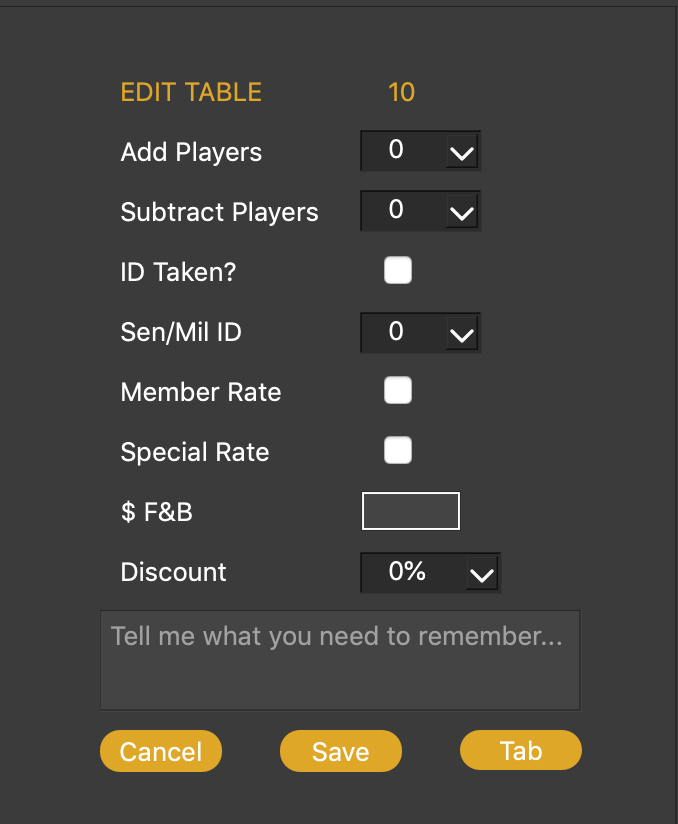 EDIT TABLE 10
Add Players 0
Subtract Players 0
ID Taken?
Sen/Mil ID 0
Member Rate
Special Rate
$ F&B
Discount 0%
Tell me what you need to remember...
Cancel Save Tab